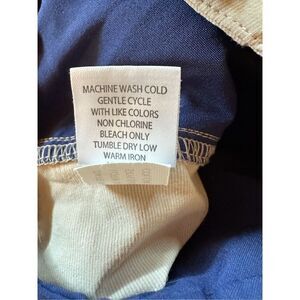 MACHINE WASH COLD
GENTLE CYCLE
WITH LIKE COLORS
NON CHLORINE
BLEACH ONLY
TUMBLE DRY LOW
WARM IRON